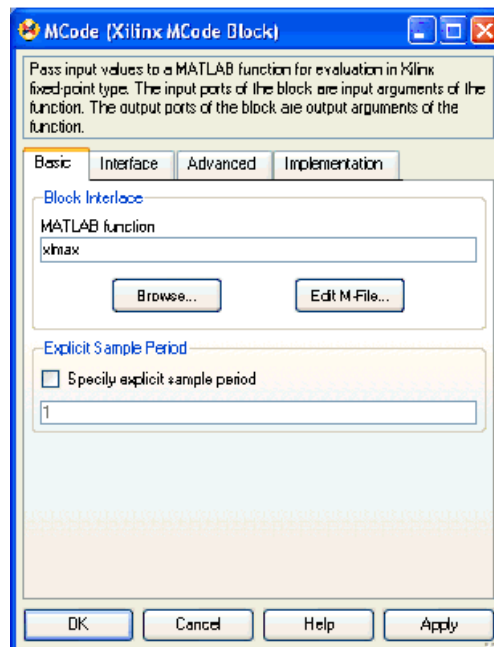 MCode (Xilinx MCode Block)
Pass input values to a MATLAB function for evaluation in Xilinx
fixed-point type. The input ports of the block are input arguments of the
function. The output ports of the block are output arguments of the
function.
Basic Interface Advanced Implementation
Block Interface
MATLAB function
xlmax
Browse... Edit M-File...
Explicit Sample Period
Specify explicit sample period
1
OK Cancel Help Apply